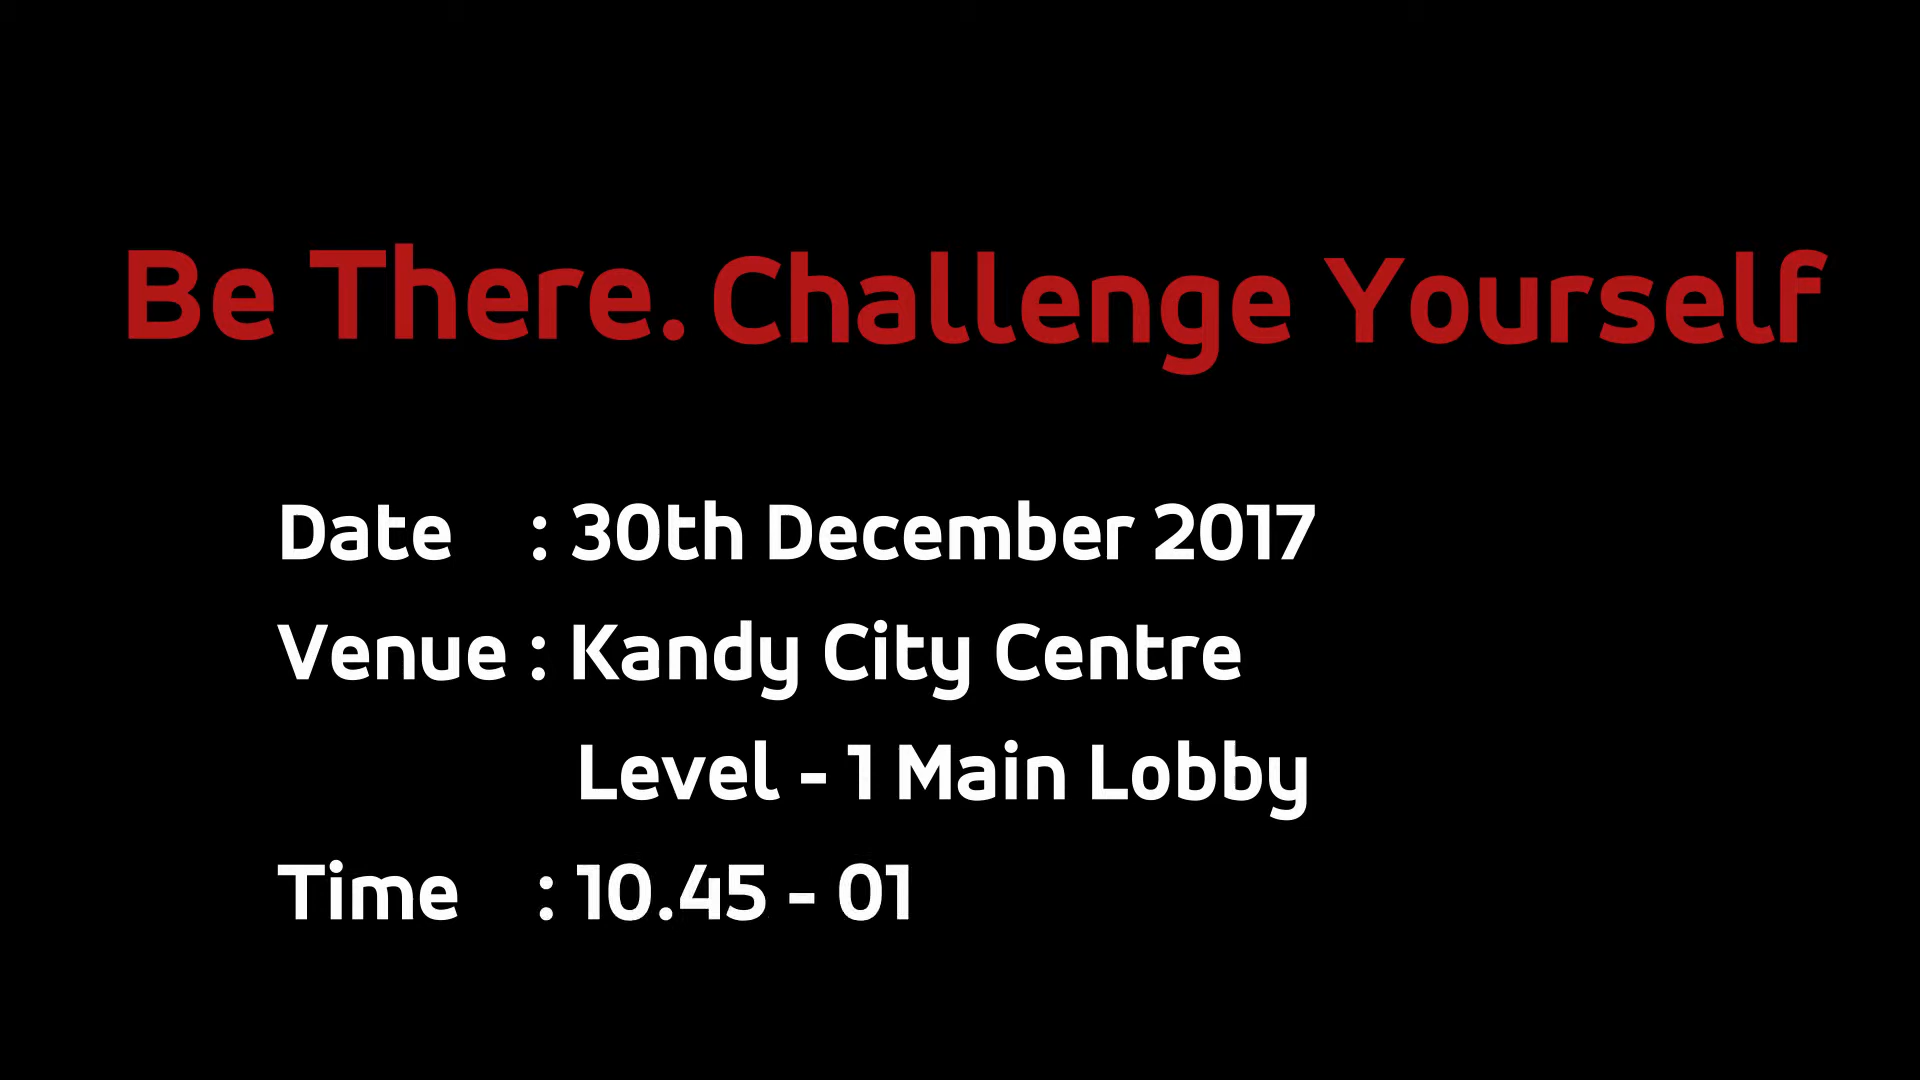 Be There. Challenge Yourself
Date : 30th December 2017
Venue : Kandy City Centre
Level - 1 Main Lobby
Time : 10.45 - 01